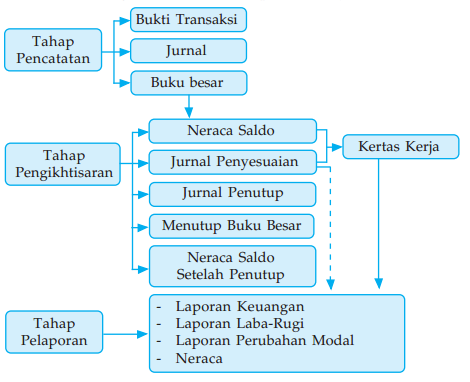 Tahap
Pencatatan
Bukti Transaksi
Jurnal
Buku besar
Tahap
Pengikhtisaran
Neraca Saldo
Jurnal Penyesuaian
Jurnal Penutup
Menutup Buku Besar
Neraca Saldo
Setelah Penutup
Kertas Kerja
Tahap
Pelaporan
- Laporan Keuangan
- Laporan Laba-Rugi
- Laporan Perubahan Modal
- Neraca